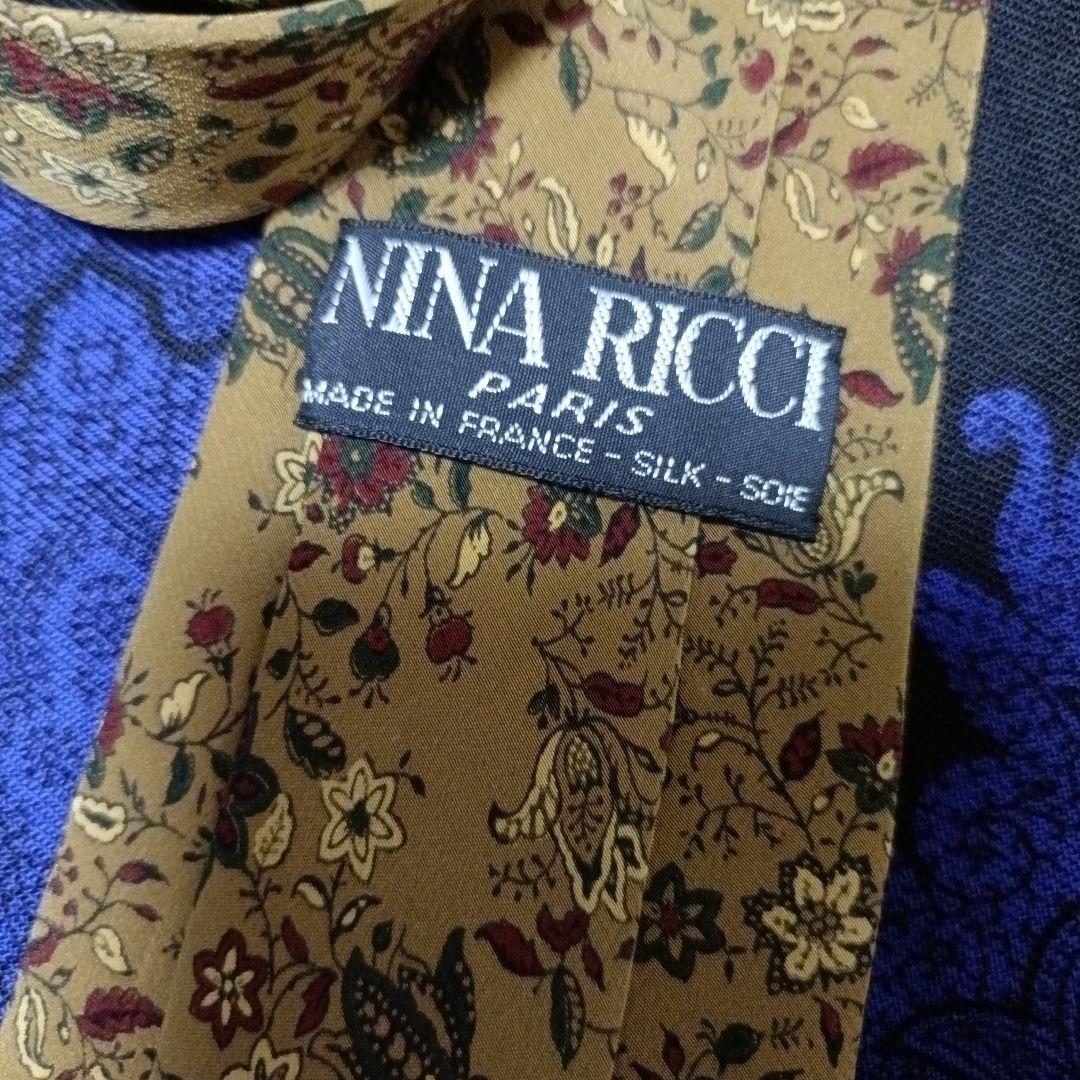 NINA RICCI
PARIS
MADE IN FRANCE - SILK - SOIE